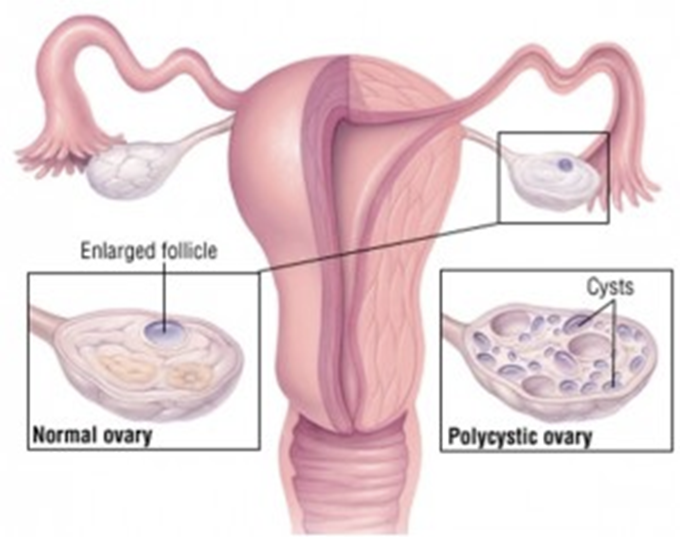 Enlarged follicle
Cysts
Normal ovary
Polycystic ovary